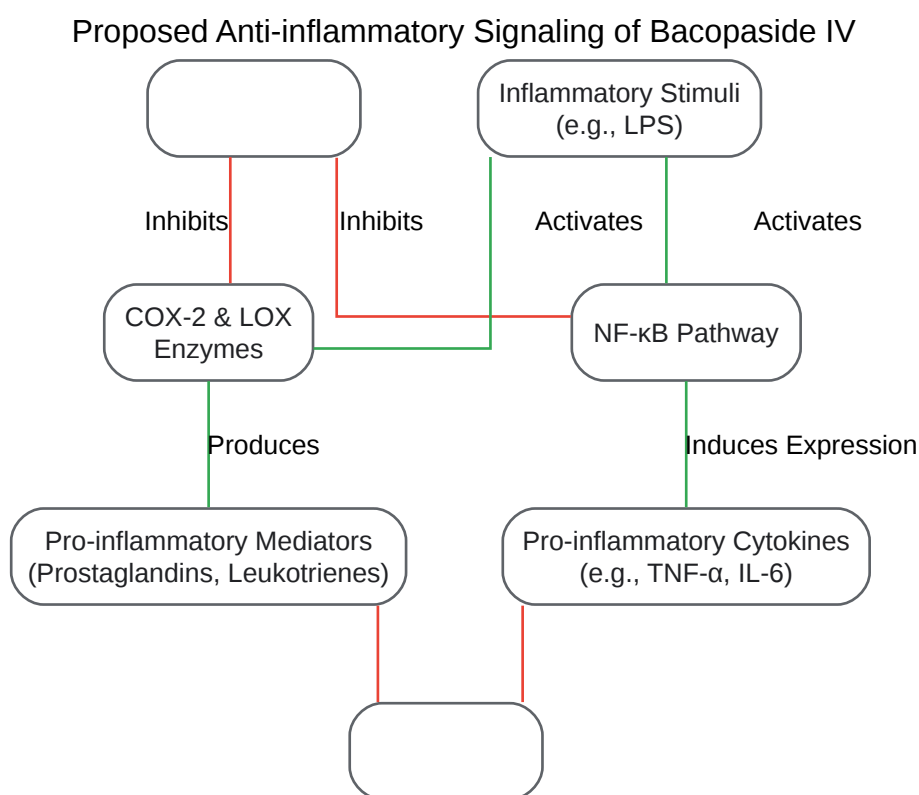 Proposed Anti-inflammatory Signaling of Bacopaside IV
Inflammatory Stimuli
(e.g., LPS)
Inhibits
Inhibits
Activates
Activates
COX-2 & LOX
Enzymes
NF-κB Pathway
Produces
Induces Expression
Pro-inflammatory Mediators
(Prostaglandins, Leukotrienes)
Pro-inflammatory Cytokines
(e.g., TNF-α, IL-6)